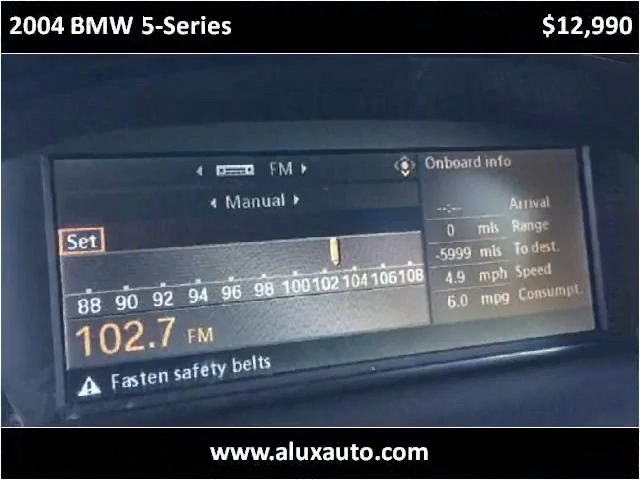 2004 BMW 5-Series $12,990
FM
Onboard info
Manual
--:-- Arrival
Set
0 mls Range
-5999 mls To dest.
4.9 mph Speed
88 90 92 94 96 98 100 102 104 106 108
6.0 mpg Consumpt.
102.7 FM
Fasten safety belts
www.aluxauto.com